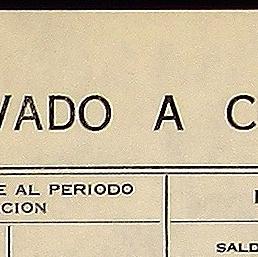 VADO A C
E AL PERIODO
CION
SALD